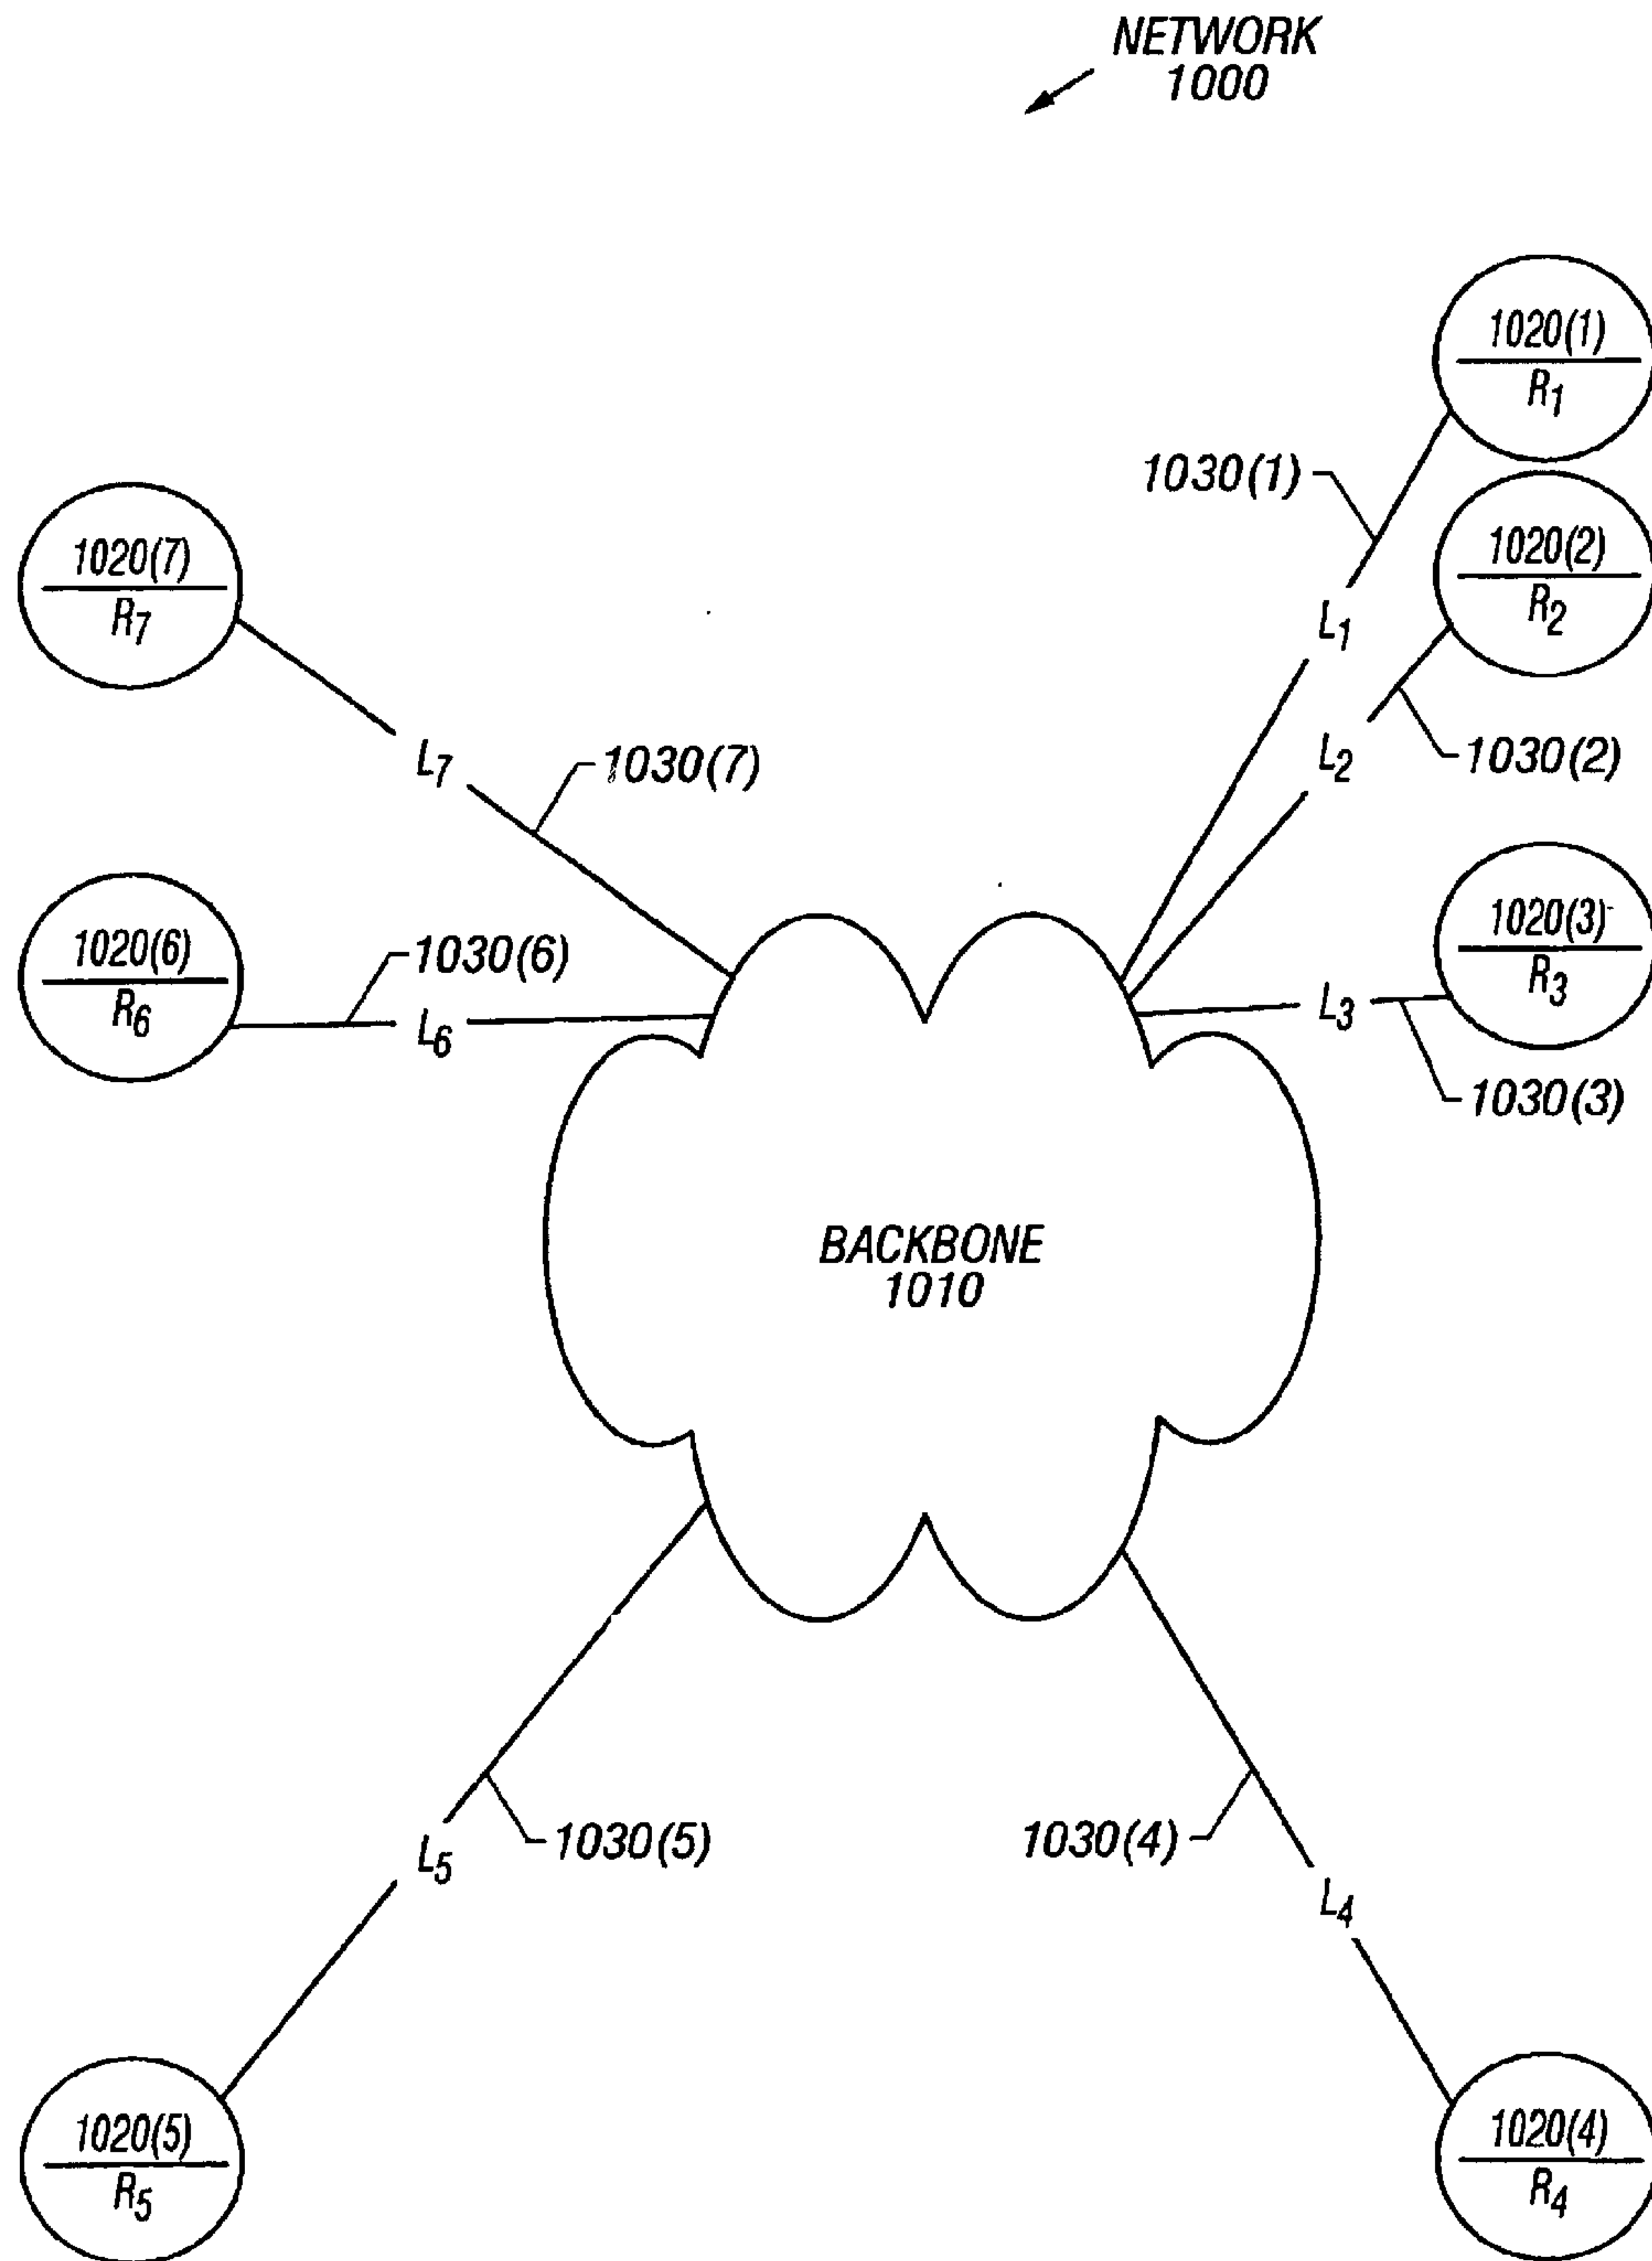 NETWORK
1000
1020(1)
R1
1030(1)
1020(2)
R2
1020(7)
R7
L1
L2
1030(2)
L7
1030(7)
1020(3)
R3
1020(6)
R6
1030(6)
L6
L3
1030(3)
BACKBONE
1010
1030(5)
L5
1030(4)
L4
1020(5)
R5
1020(4)
R4